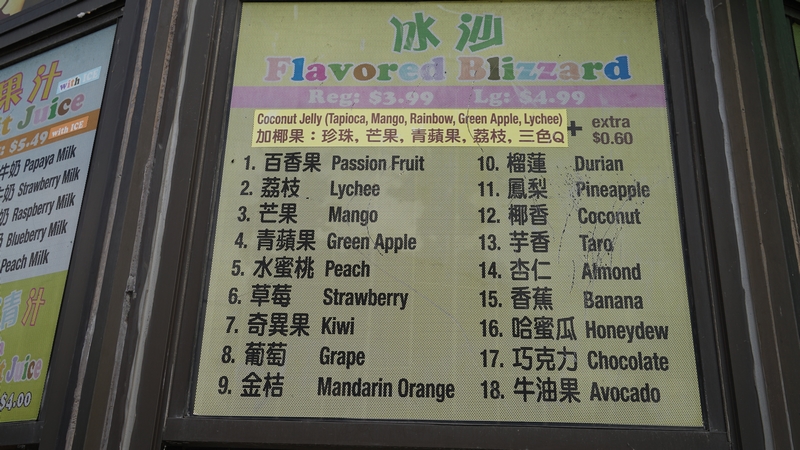 果汁
with ICE
t Juice
$5.49 with ICE
牛奶 Papaya Milk
牛奶 Strawberry Milk
奶 Raspberry Milk
Blueberry Milk
Peach Milk
汁
Juice
$4.00
冰沙
Flavored Blizzard
Reg: $3.99 Lg: $4.99
Coconut Jelly (Tapioca, Mango, Rainbow, Green Apple, Lychee)
加椰果：珍珠, 芒果, 青蘋果, 荔枝, 三色Q
+ extra $0.60
1. 百香果 Passion Fruit
2. 荔枝 Lychee
3. 芒果 Mango
4. 青蘋果 Green Apple
5. 水蜜桃 Peach
6. 草莓 Strawberry
7. 奇異果 Kiwi
8. 葡萄 Grape
9. 金桔 Mandarin Orange
10. 榴蓮 Durian
11. 鳳梨 Pineapple
12. 椰香 Coconut
13. 芋香 Taro
14. 杏仁 Almond
15. 香蕉 Banana
16. 哈蜜瓜 Honeydew
17. 巧克力 Chocolate
18. 牛油果 Avocado